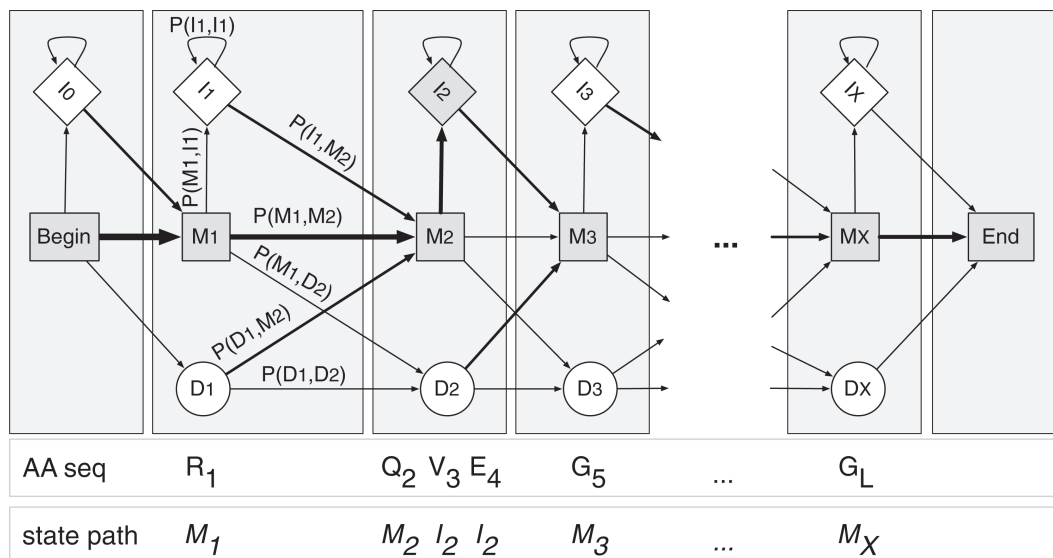 P(I1,I1)
I0 I1 I2 I3 IX
P(M1,I1) P(I1,M2)
Begin M1 P(M1,M2) M2 M3 ... MX End
P(M1,D2)
P(D1,M2)
D1 P(D1,D2) D2 D3 DX
AA seq R1 Q2 V3 E4 G5 ... GL
state path M1 M2 I2 I2 M3 ... MX